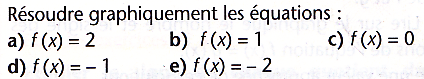 Résoudre graphiquement les équations :
a) f (x) = 2 b) f (x) = 1 c) f (x) = 0
d) f (x) = – 1 e) f (x) = – 2